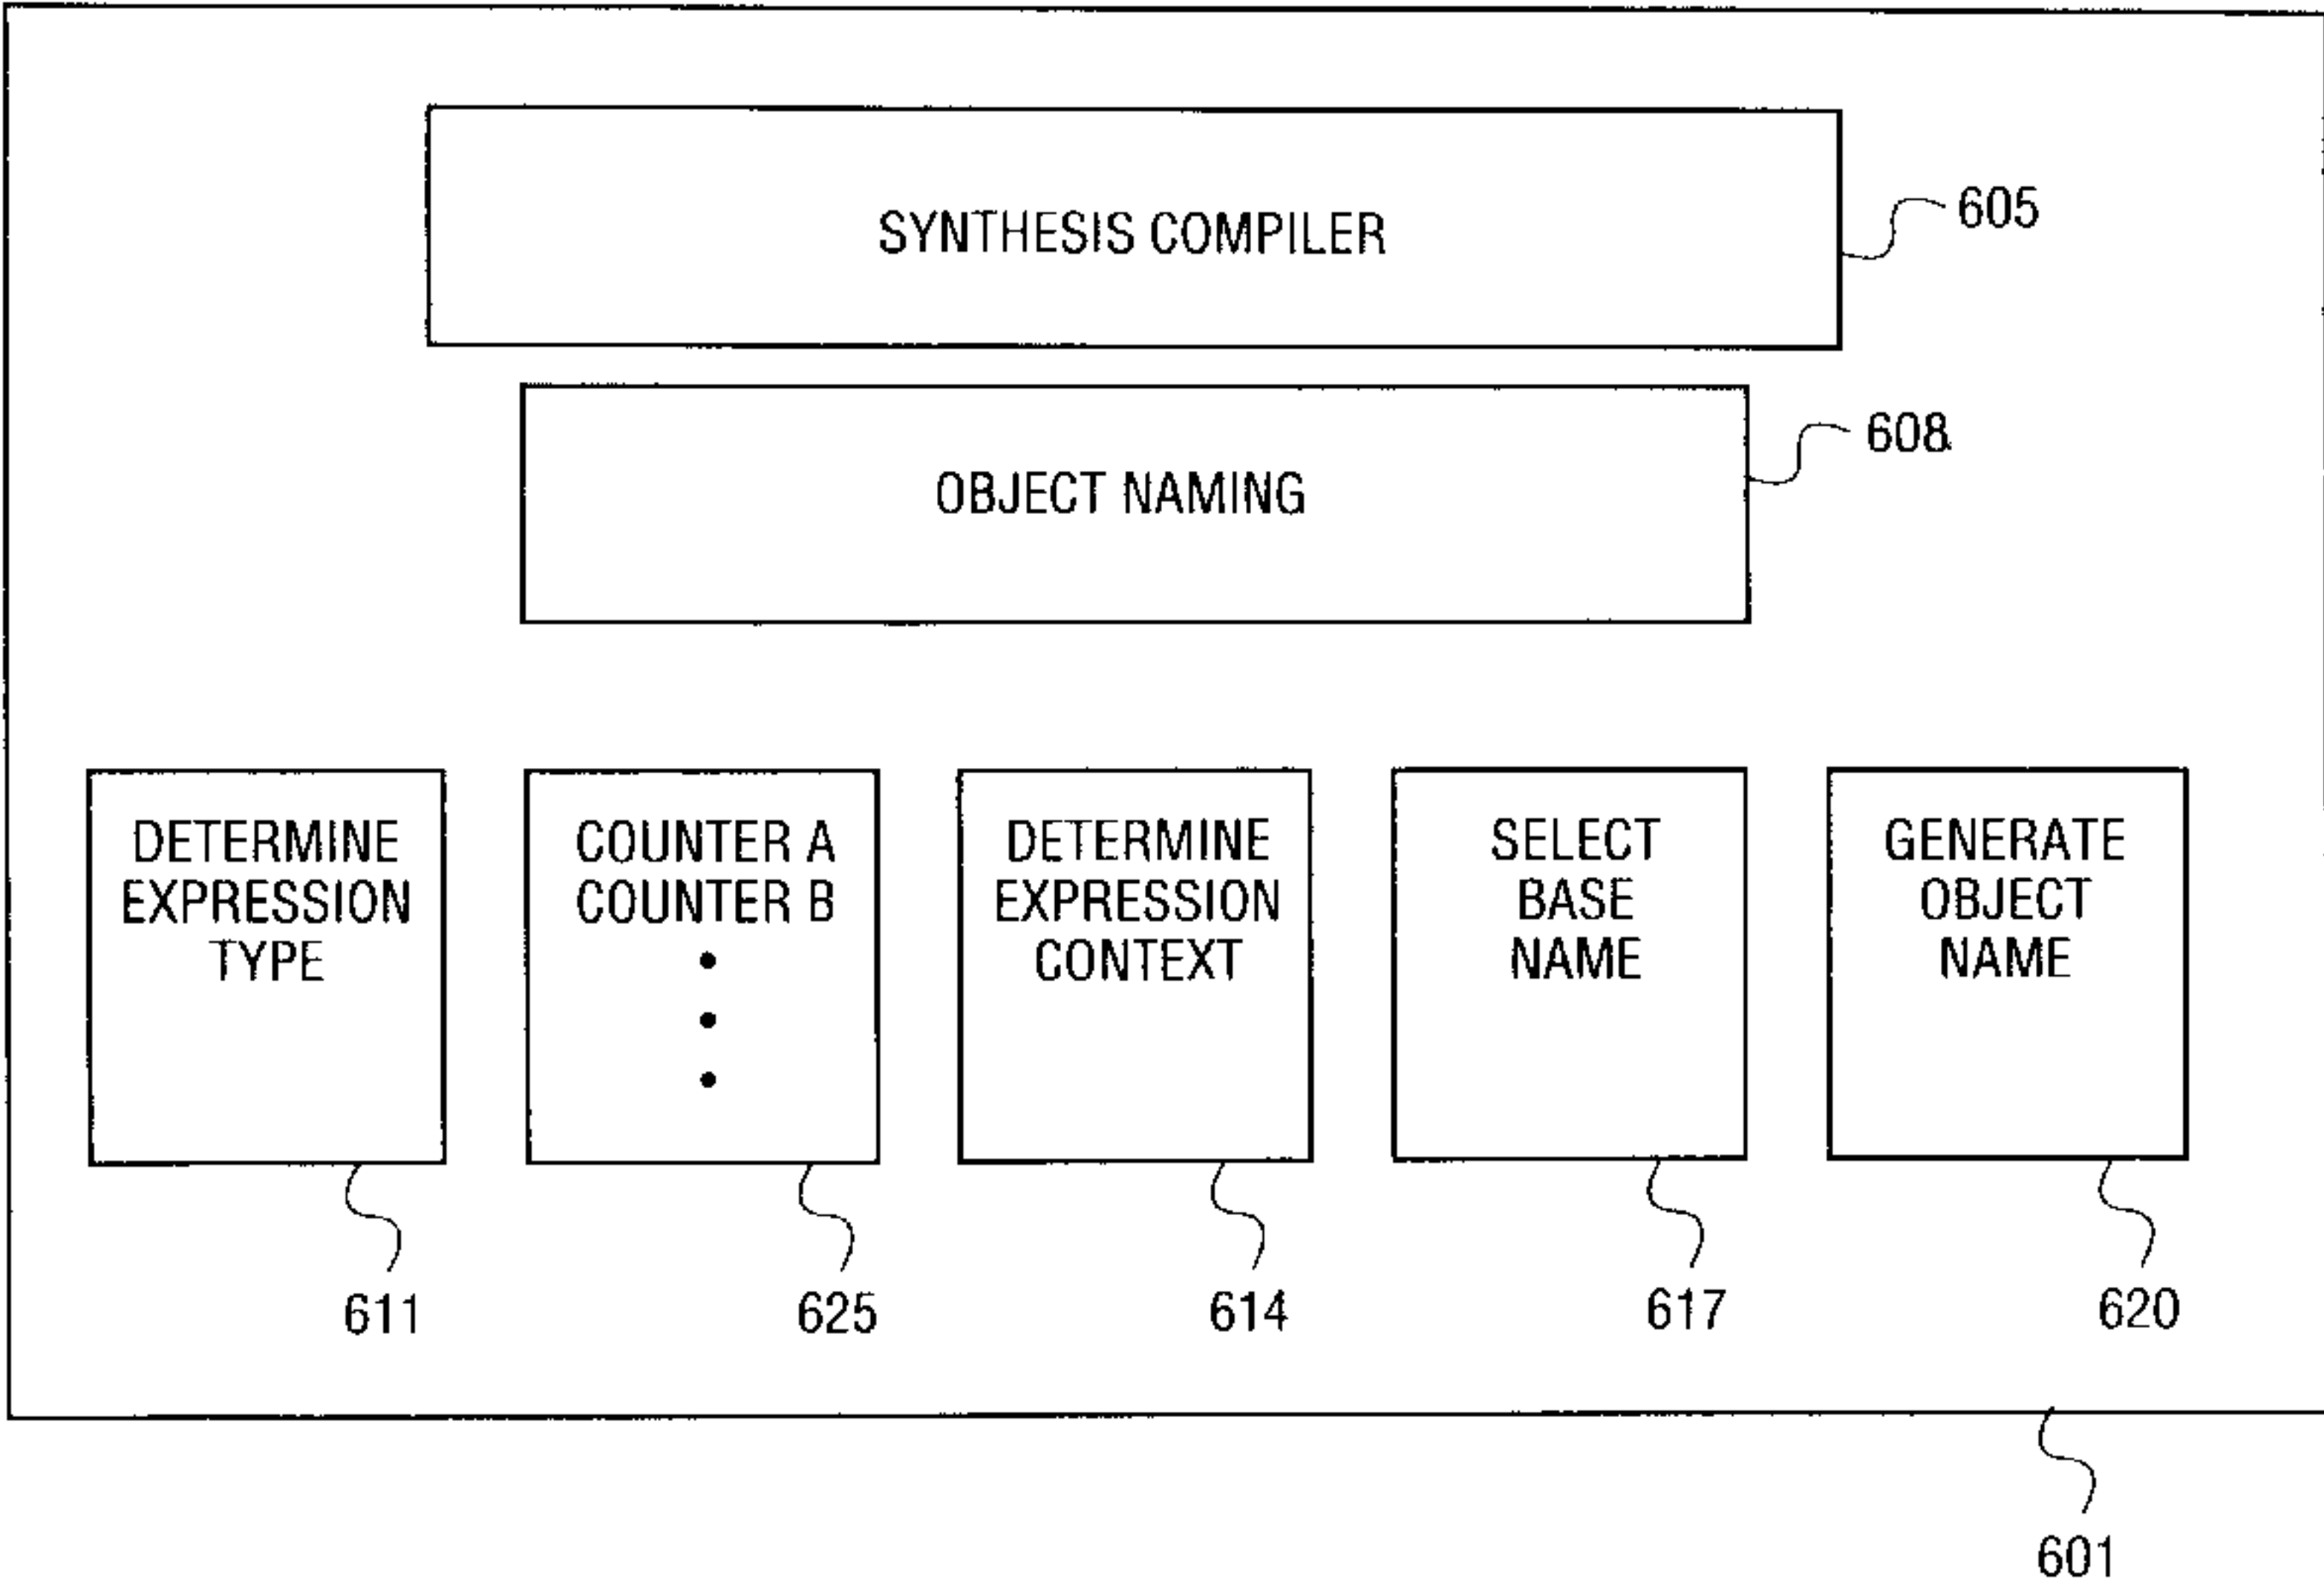 SYNTHESIS COMPILER
605
OBJECT NAMING
608
DETERMINE
EXPRESSION
TYPE
COUNTER A
COUNTER B
DETERMINE
EXPRESSION
CONTEXT
SELECT
BASE
NAME
GENERATE
OBJECT
NAME
611
625
614
617
620
601